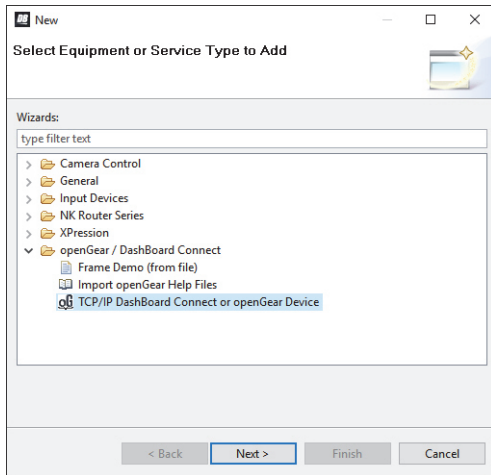 DB New
Select Equipment or Service Type to Add
Wizards:
type filter text
Camera Control
General
Input Devices
NK Router Series
XPression
openGear / DashBoard Connect
Frame Demo (from file)
Import openGear Help Files
oG TCP/IP DashBoard Connect or openGear Device
< Back Next > Finish Cancel